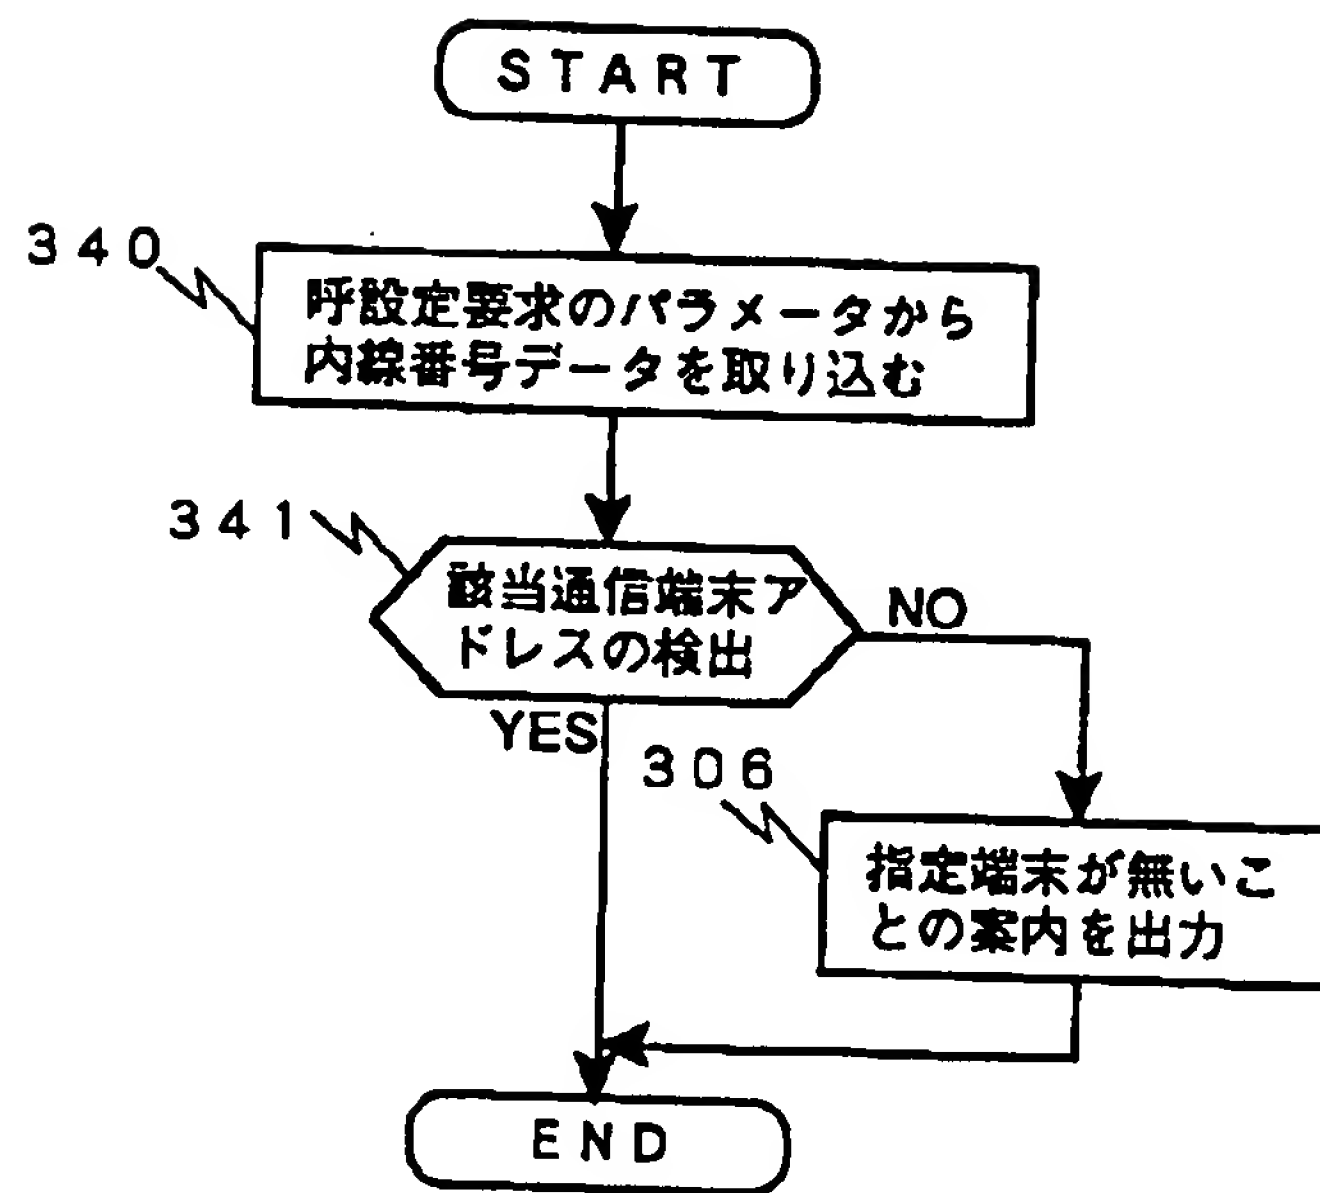 START
340
呼設定要求のパラメータから
内線番号データを取り込む
341
該当通信端末ア
ドレスの検出
NO
YES
306
指定端末が無いこ
との案内を出力
END